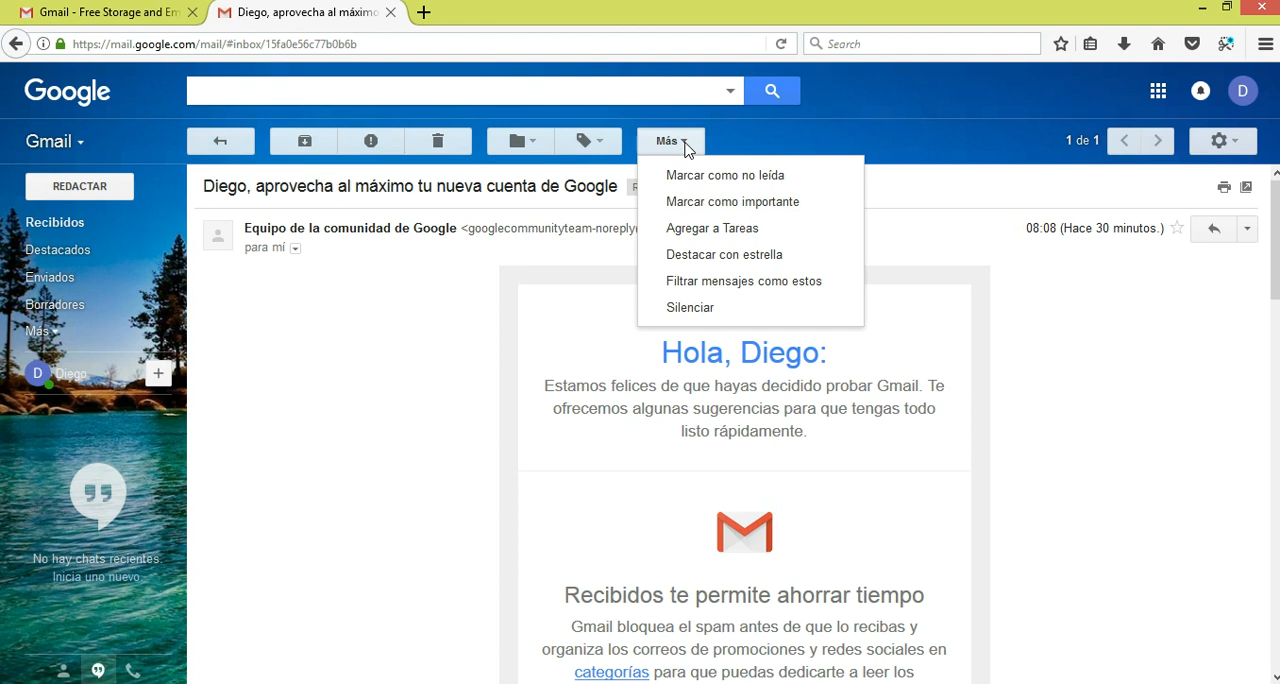 Gmail - Free Storage and Em
Diego, aprovecha al máximo
https://mail.google.com/mail/#inbox/15fa0e56c77b0b6b
Search
Google
D
Gmail
Más
1 de 1
REDACTAR
Diego, aprovecha al máximo tu nueva cuenta de Google
Marcar como no leída
Marcar como importante
Agregar a Tareas
Destacar con estrella
Filtrar mensajes como estos
Silenciar
Equipo de la comunidad de Google <googlecommunityteam-noreply
08:08 (Hace 30 minutos.)
para mí
Recibidos
Destacados
Enviados
Borradores
Más
D Diego
No hay chats recientes
Inicia uno nuevo
Hola, Diego:
Estamos felices de que hayas decidido probar Gmail. Te
ofrecemos algunas sugerencias para que tengas todo
listo rápidamente.
Recibidos te permite ahorrar tiempo
Gmail bloquea el spam antes de que lo recibas y
organiza los correos de promociones y redes sociales en
categorías para que puedas dedicarte a leer los